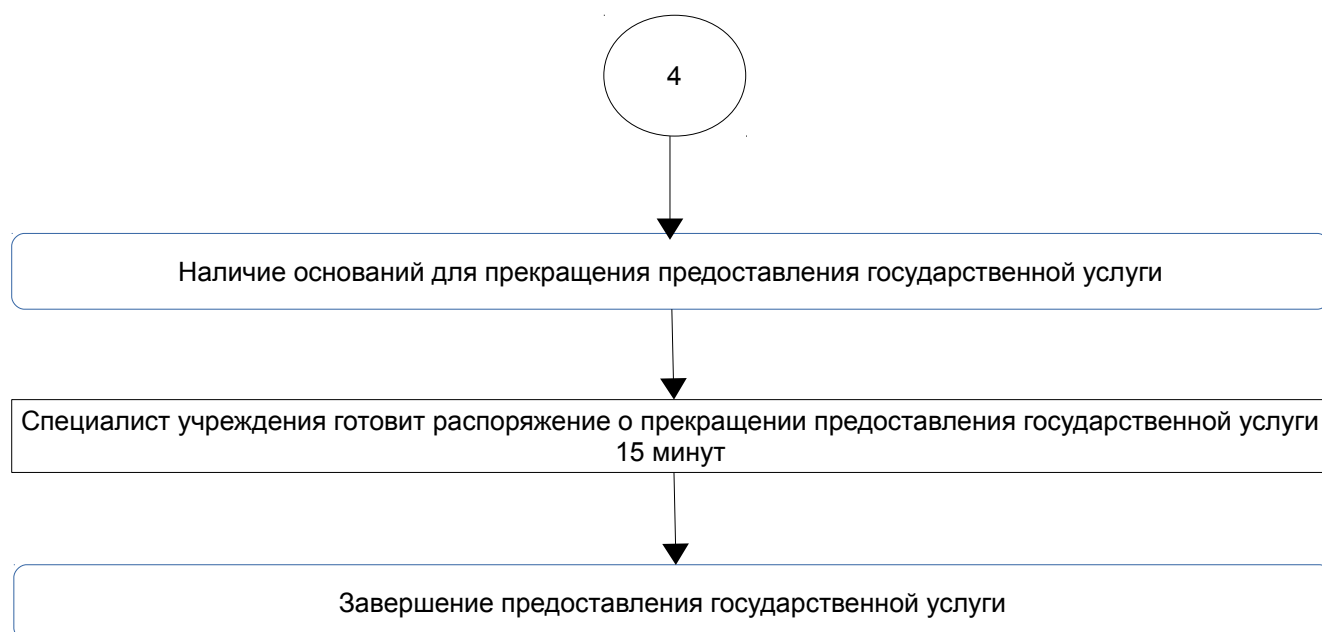 4
Наличие оснований для прекращения предоставления государственной услуги
Специалист учреждения готовит распоряжение о прекращении предоставления государственной услуги
15 минут
Завершение предоставления государственной услуги